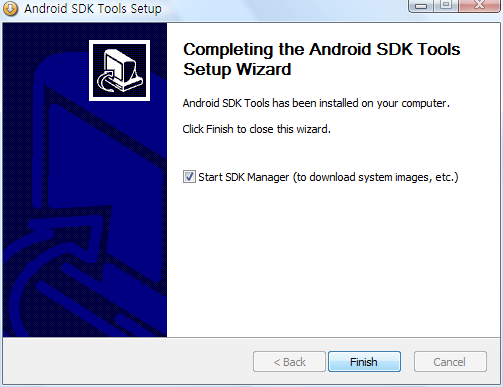 Android SDK Tools Setup
Completing the Android SDK Tools
Setup Wizard
Android SDK Tools has been installed on your computer.
Click Finish to close this wizard.
Start SDK Manager (to download system images, etc.)
< Back
Finish
Cancel